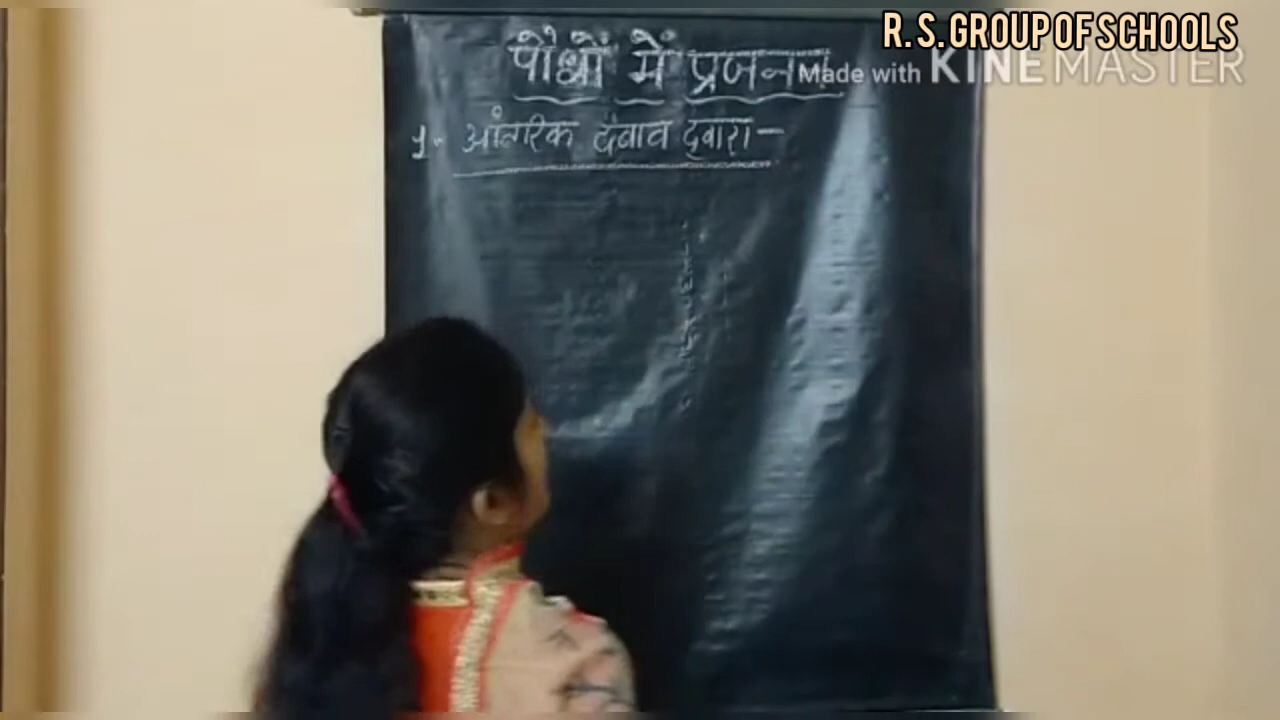 R. S. GROUP OF SCHOOLS
Made with KINEMASTER
पौधों में प्रजनन
1. आंतरिक दबाव द्वारा-